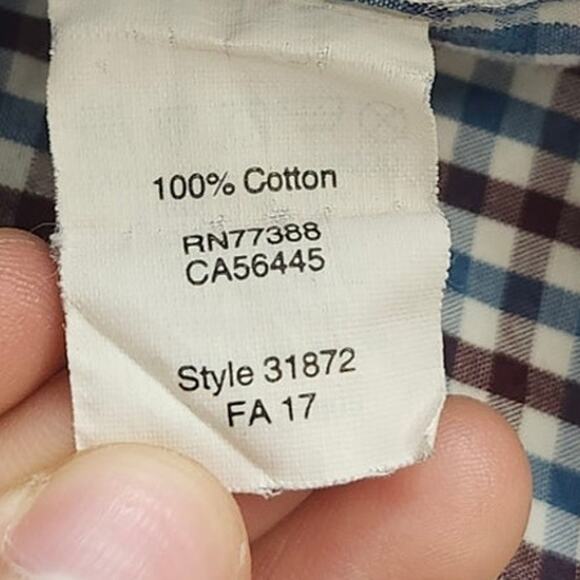 100% Cotton
RN77388
CA56445
Style 31872
FA 17